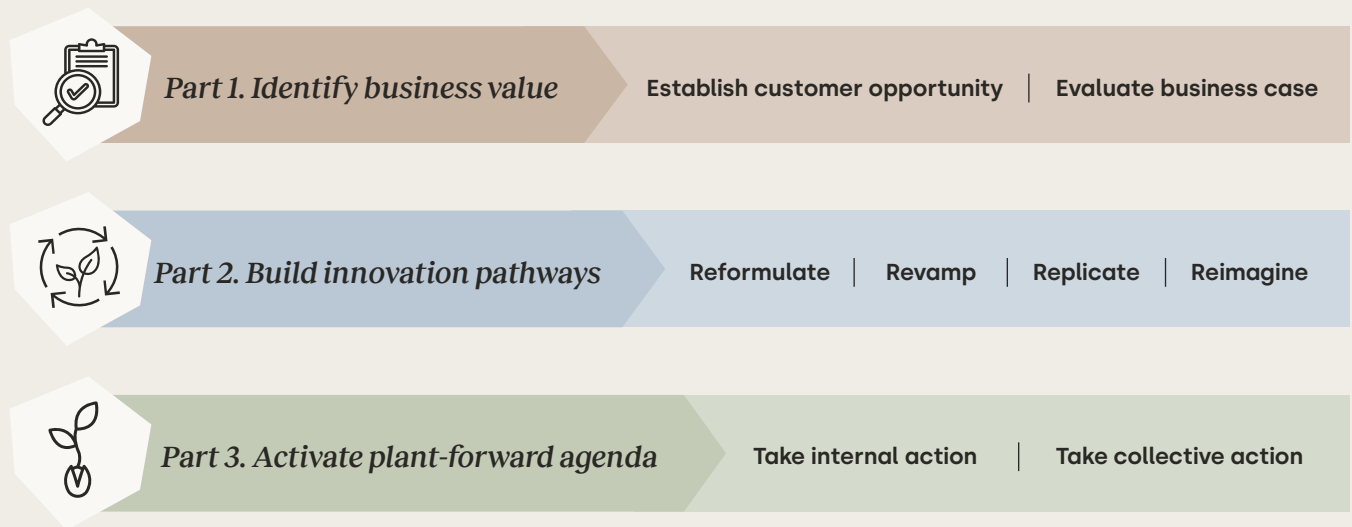 Part 1. Identify business value
Establish customer opportunity | Evaluate business case
Part 2. Build innovation pathways
Reformulate | Revamp | Replicate | Reimagine
Part 3. Activate plant-forward agenda
Take internal action | Take collective action